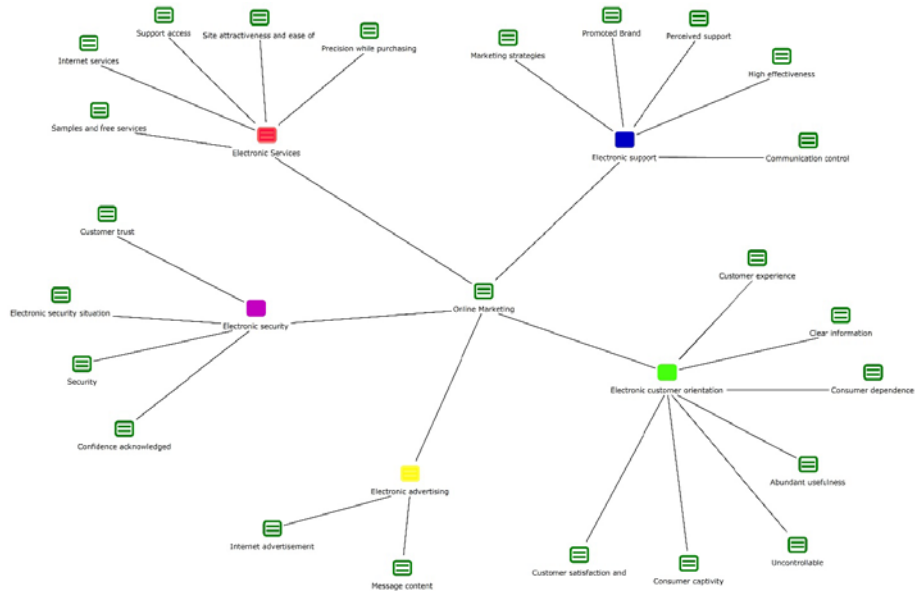 Support access
Site attractiveness and ease of
Precision while purchasing
Internet services
Samples and free services
Electronic Services
Promoted Brand
Perceived support
Marketing strategies
High effectiveness
Electronic support
Communication control
Customer trust
Electronic security situation
Electronic security
Security
Confidence acknowledged
Online Marketing
Customer experience
Clear information
Electronic customer orientation
Consumer dependence
Abundant usefulness
Uncontrollable
Consumer captivity
Customer satisfaction and
Electronic advertising
Internet advertisement
Message content